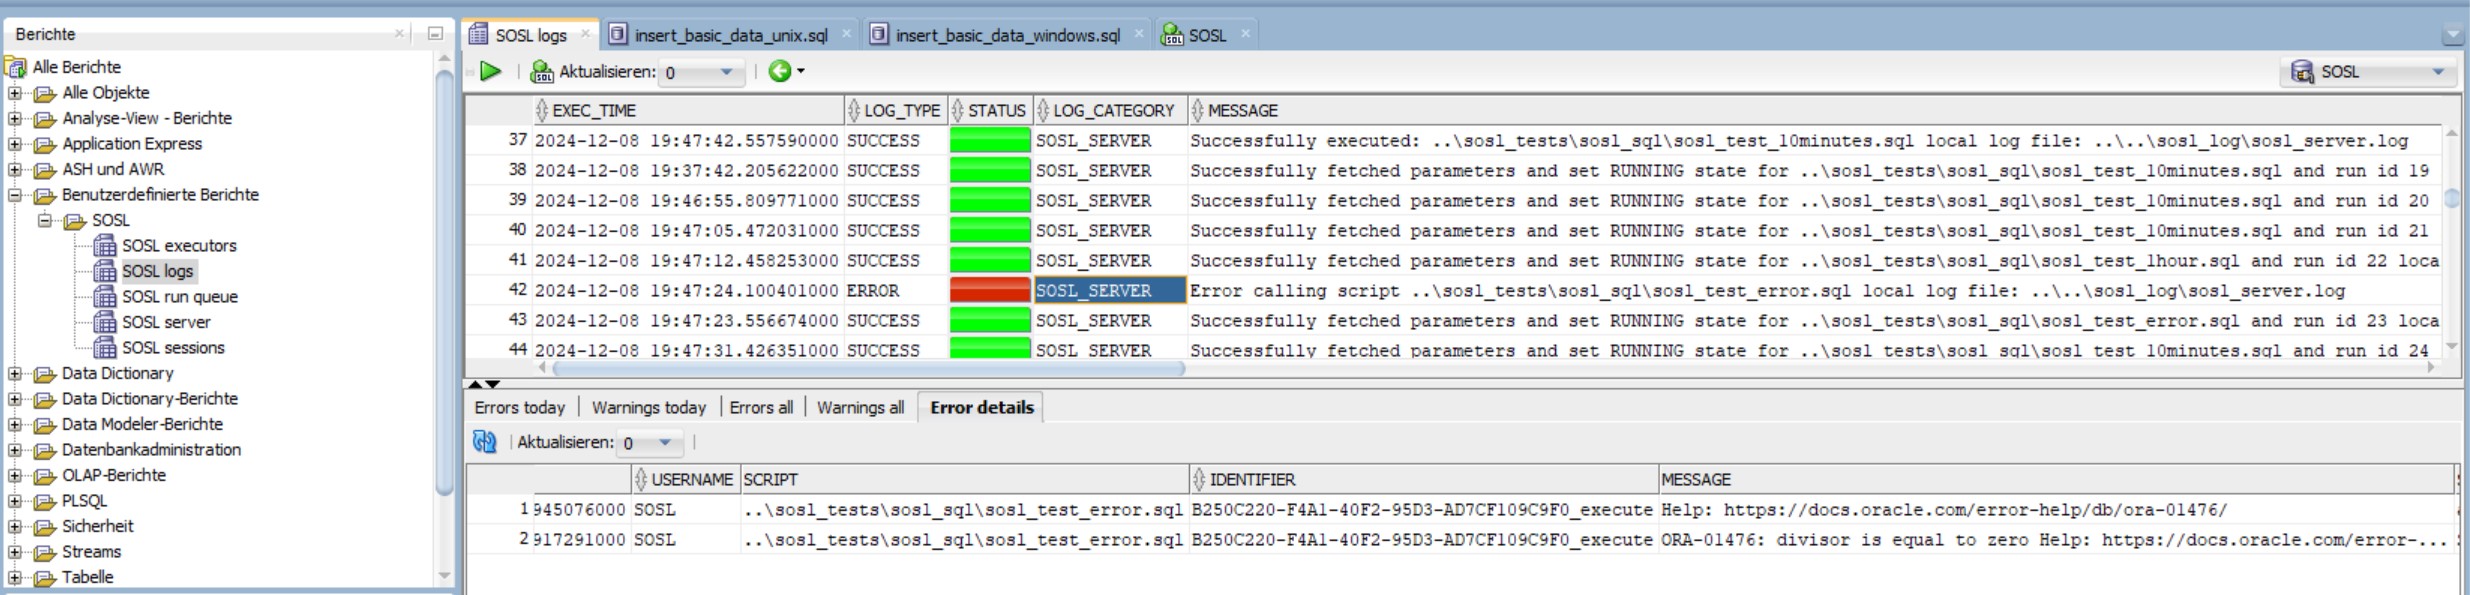 Berichte
Alle Berichte
Alle Objekte
Analyse-View - Berichte
Application Express
ASH und AWR
Benutzerdefinierte Berichte
SOSL
SOSL executors
SOSL logs
SOSL run queue
SOSL server
SOSL sessions
Data Dictionary
Data Dictionary-Berichte
Data Modeler-Berichte
Datenbankadministration
OLAP-Berichte
PLSQL
Sicherheit
Streams
Tabelle
SOSL logs insert_basic_data_unix.sql insert_basic_data_windows.sql SOSL
Aktualisieren: 0 SOSL
EXEC_TIME LOG_TYPE STATUS LOG_CATEGORY MESSAGE
37 2024-12-08 19:47:42.557590000 SUCCESS SOSL_SERVER Successfully executed: ..\sosl_tests\sosl_sql\sosl_test_10minutes.sql local log file: ..\..\sosl_log\sosl_server.log
38 2024-12-08 19:37:42.205622000 SUCCESS SOSL_SERVER Successfully fetched parameters and set RUNNING state for ..\sosl_tests\sosl_sql\sosl_test_10minutes.sql and run id 19
39 2024-12-08 19:46:55.809771000 SUCCESS SOSL_SERVER Successfully fetched parameters and set RUNNING state for ..\sosl_tests\sosl_sql\sosl_test_10minutes.sql and run id 20
40 2024-12-08 19:47:05.472031000 SUCCESS SOSL_SERVER Successfully fetched parameters and set RUNNING state for ..\sosl_tests\sosl_sql\sosl_test_10minutes.sql and run id 21
41 2024-12-08 19:47:12.458253000 SUCCESS SOSL_SERVER Successfully fetched parameters and set RUNNING state for ..\sosl_tests\sosl_sql\sosl_test_1hour.sql and run id 22 loca
42 2024-12-08 19:47:24.100401000 ERROR SOSL_SERVER Error calling script ..\sosl_tests\sosl_sql\sosl_test_error.sql local log file: ..\..\sosl_log\sosl_server.log
43 2024-12-08 19:47:23.556674000 SUCCESS SOSL_SERVER Successfully fetched parameters and set RUNNING state for ..\sosl_tests\sosl_sql\sosl_test_error.sql and run id 23 loca
44 2024-12-08 19:47:31.426351000 SUCCESS SOSL_SERVER Successfully fetched parameters and set RUNNING state for ..\sosl_tests\sosl_sql\sosl_test_10minutes.sql and run id 24
Errors today Warnings today Errors all Warnings all Error details
Aktualisieren: 0
USERNAME SCRIPT IDENTIFIER MESSAGE
1 945076000 SOSL ..\sosl_tests\sosl_sql\sosl_test_error.sql B250C220-F4A1-40F2-95D3-AD7CF109C9F0_execute Help: https://docs.oracle.com/error-help/db/ora-01476/
2 917291000 SOSL ..\sosl_tests\sosl_sql\sosl_test_error.sql B250C220-F4A1-40F2-95D3-AD7CF109C9F0_execute ORA-01476: divisor is equal to zero Help: https://docs.oracle.com/error-...